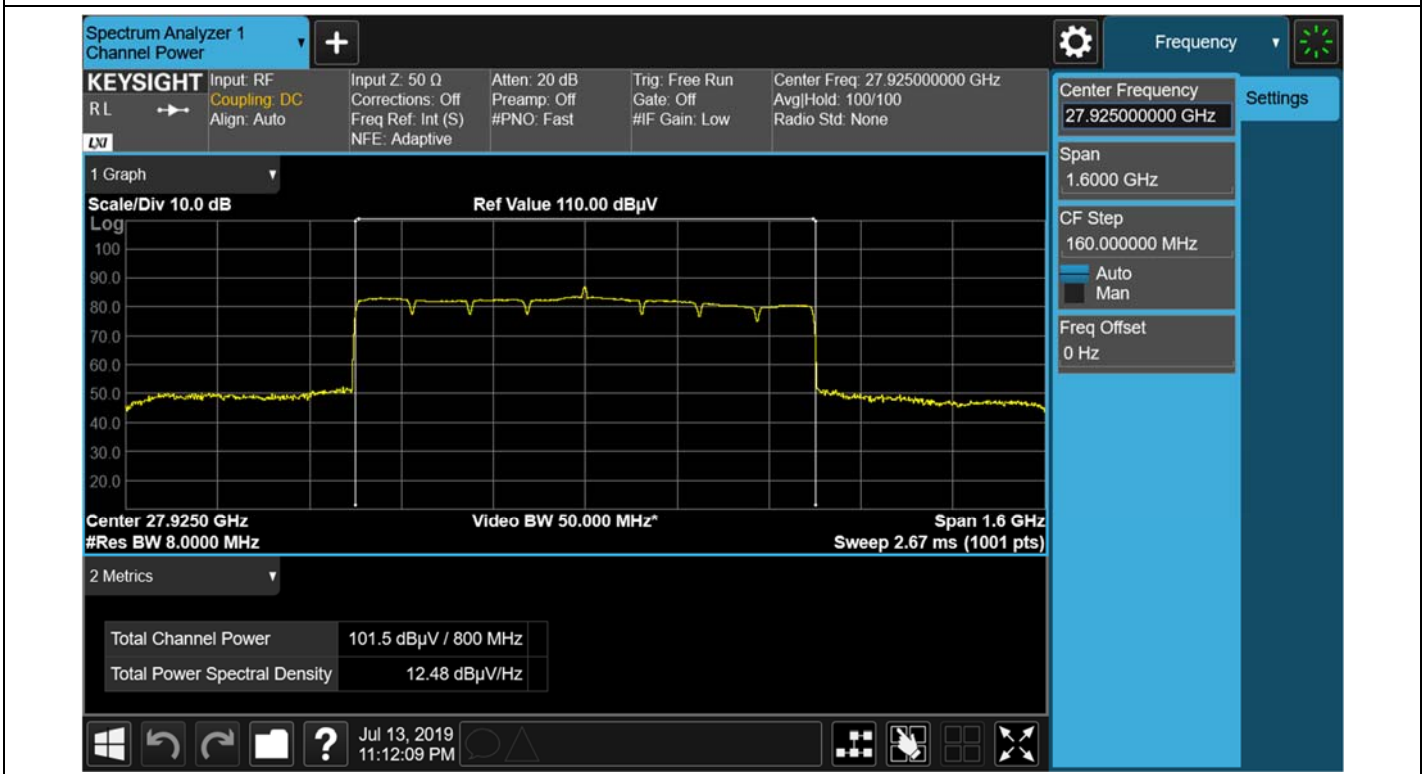 Spectrum Analyzer 1
Channel Power
+
Frequency
KEYSIGHT
R L
LXI
Input: RF
Coupling: DC
Align: Auto
Input Z: 50 Ω
Corrections: Off
Freq Ref: Int (S)
NFE: Adaptive
Atten: 20 dB
Preamp: Off
#PNO: Fast
Trig: Free Run
Gate: Off
#IF Gain: Low
Center Freq: 27.925000000 GHz
Avg|Hold: 100/100
Radio Std: None
Center Frequency
27.925000000 GHz
Settings
Span
1.6000 GHz
CF Step
160.000000 MHz
Auto
Man
Freq Offset
0 Hz
1 Graph
Scale/Div 10.0 dB
Ref Value 110.00 dBµV
Log
100
90.0
80.0
70.0
60.0
50.0
40.0
30.0
20.0
Center 27.9250 GHz
Video BW 50.000 MHz*
Span 1.6 GHz
#Res BW 8.0000 MHz
Sweep 2.67 ms (1001 pts)
2 Metrics
Total Channel Power 101.5 dBµV / 800 MHz
Total Power Spectral Density 12.48 dBµV/Hz
?
Jul 13, 2019
11:12:09 PM